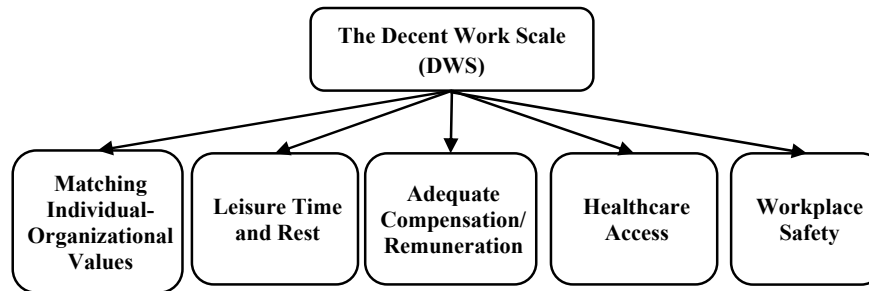 The Decent Work Scale
(DWS)
Matching
Individual-
Organizational
Values
Leisure Time
and Rest
Adequate
Compensation/
Remuneration
Healthcare
Access
Workplace
Safety